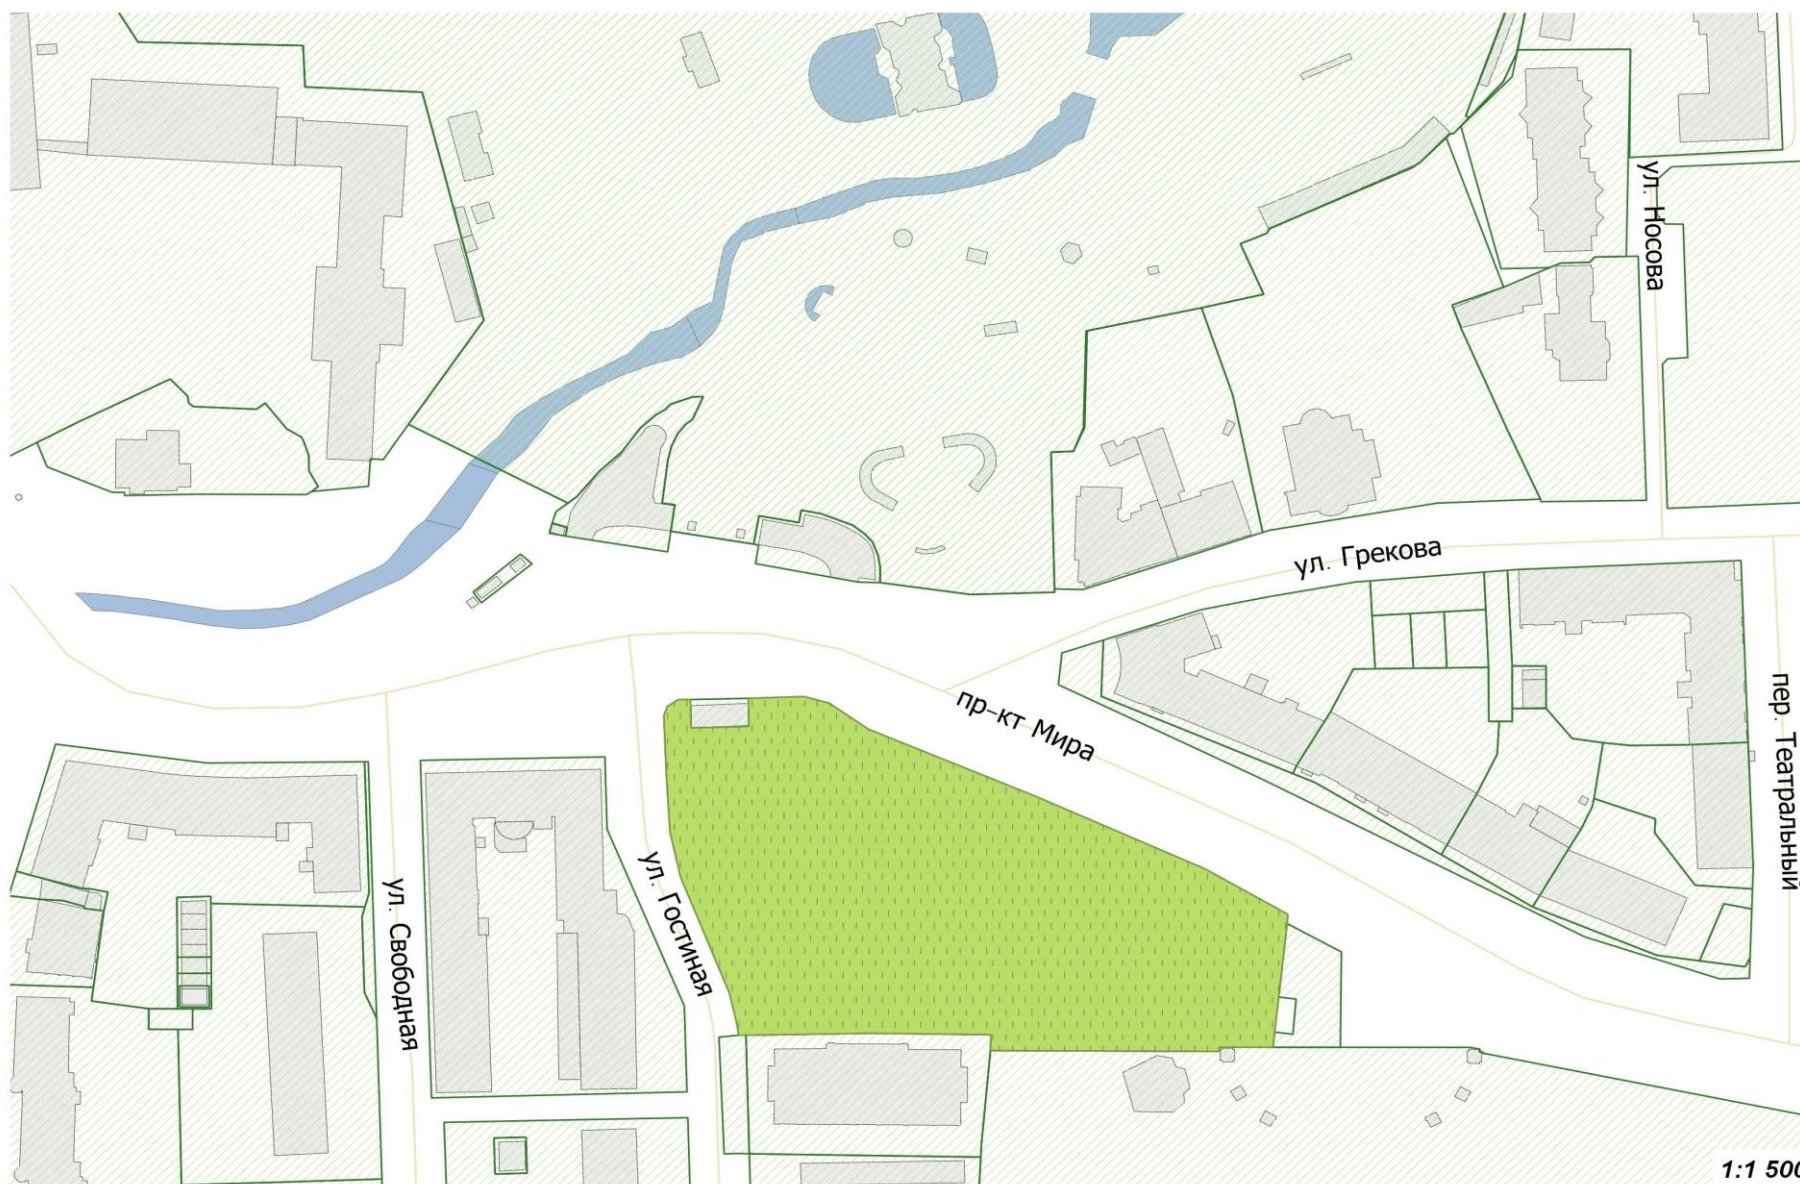 ул. Носова
ул. Грекова
пр-кт Мира
пер. Театральный
ул. Гостиная
ул. Свободная
1:1 500